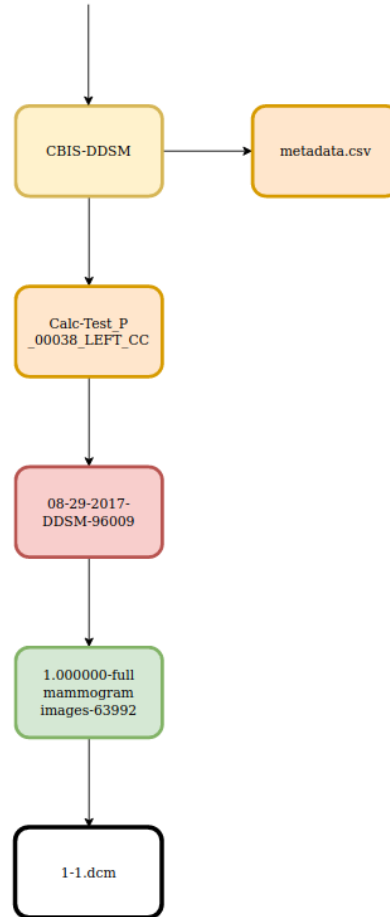 CBIS-DDSM
metadata.csv
Calc-Test_P
_00038_LEFT_CC
08-29-2017-
DDSM-96009
1.000000-full
mammogram
images-63992
1-1.dcm